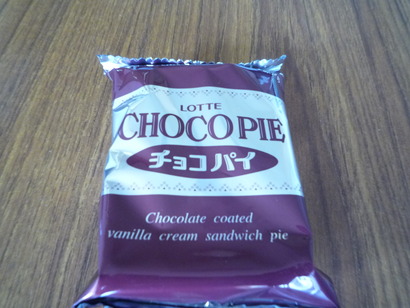 LOTTE
CHOCO PIE
チョコパイ
Chocolate coated
vanilla cream sandwich pie